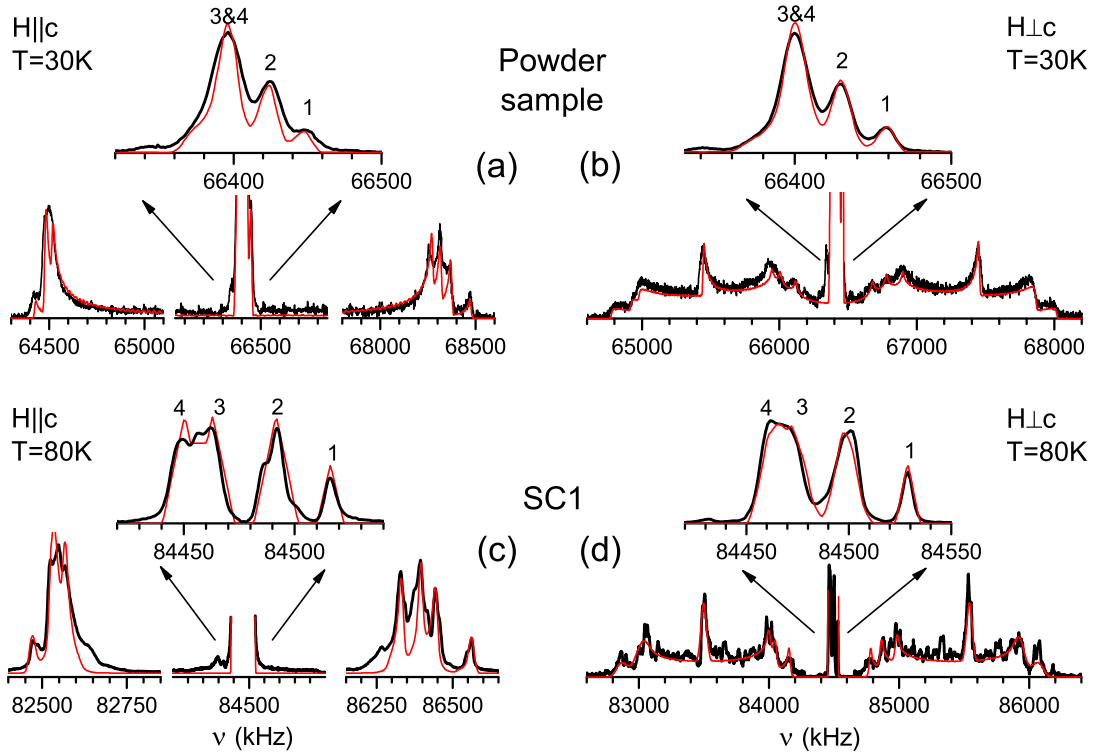 H||c
T=30K
3&4
2
1
66400
66500
(a)
Powder
sample
3&4
2
1
66400
66500
(b)
H⊥c
T=30K
64500
65000
66500
68000
68500
65000
66000
67000
68000
H||c
T=80K
4
3
2
1
84450
84500
(c)
SC1
4
3
2
1
84450
84500
84550
(d)
H⊥c
T=80K
82500
82750
84500
86250
86500
83000
84000
85000
86000
ν (kHz)
ν (kHz)